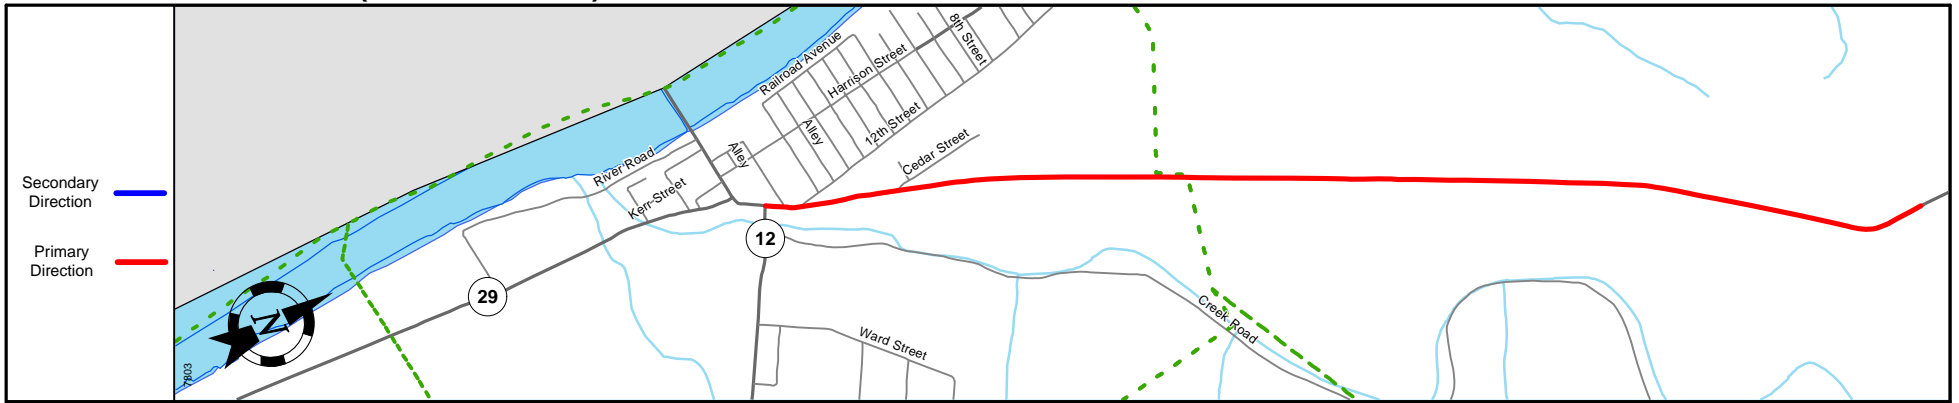 Secondary
Direction
Primary
Direction
Railroad Avenue
8th Street
Harrison Street
12th Street
Alley
Alley
Cedar Street
River Road
Kerr Street
12
29
Creek Road
Ward Street
N
7803